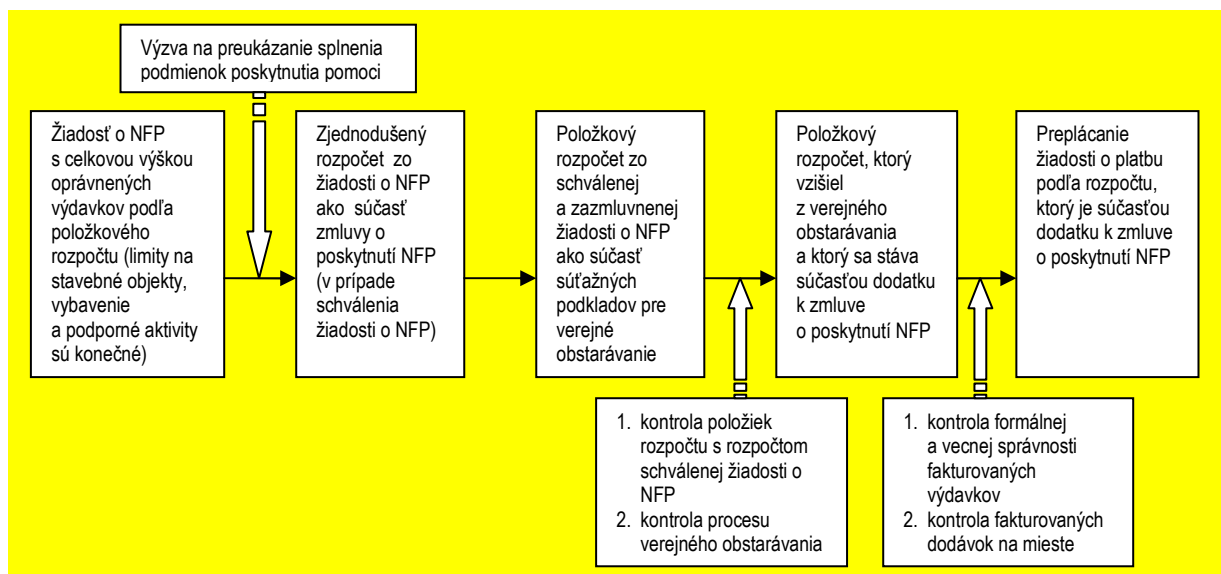 Výzva na preukázanie splnenia
podmienok poskytnutia pomoci
Žiadosť o NFP
s celkovou výškou
oprávnených
výdavkov podľa
položkového
rozpočtu (limity na
stavebné objekty,
vybavenie
a podporné aktivity
sú konečné)
Zjednodušený
rozpočet zo
žiadosti o NFP
ako súčasť
zmluvy o
poskytnutí NFP
(v prípade
schválenia
žiadosti o NFP)
Položkový
rozpočet zo
schválenej
a zazmluvnenej
žiadosti o NFP
ako súčasť
súťažných
podkladov pre
verejné
obstarávanie
Položkový
rozpočet, ktorý
vzišiel
z verejného
obstarávania
a ktorý sa stáva
súčasťou dodatku
k zmluve
o poskytnutí NFP
Preplácanie
žiadosti o platbu
podľa rozpočtu,
ktorý je súčasťou
dodatku k zmluve
o poskytnutí NFP
1. kontrola položiek
rozpočtu s rozpočtom
schválenej žiadosti o
NFP
2. kontrola procesu
verejného obstarávania
1. kontrola formálnej
a vecnej správnosti
fakturovaných
výdavkov
2. kontrola fakturovaných
dodávok na mieste